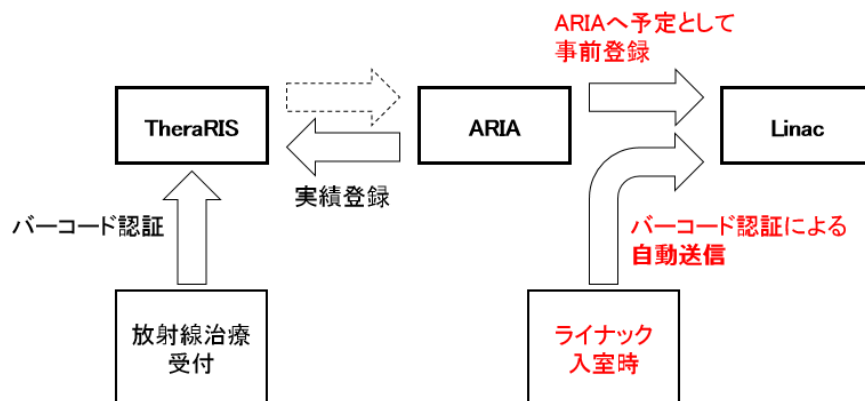 ARIAへ予定として
事前登録
TheraRIS
ARIA
Linac
実績登録
バーコード認証
バーコード認証による
自動送信
放射線治療
受付
ライナック
入室時